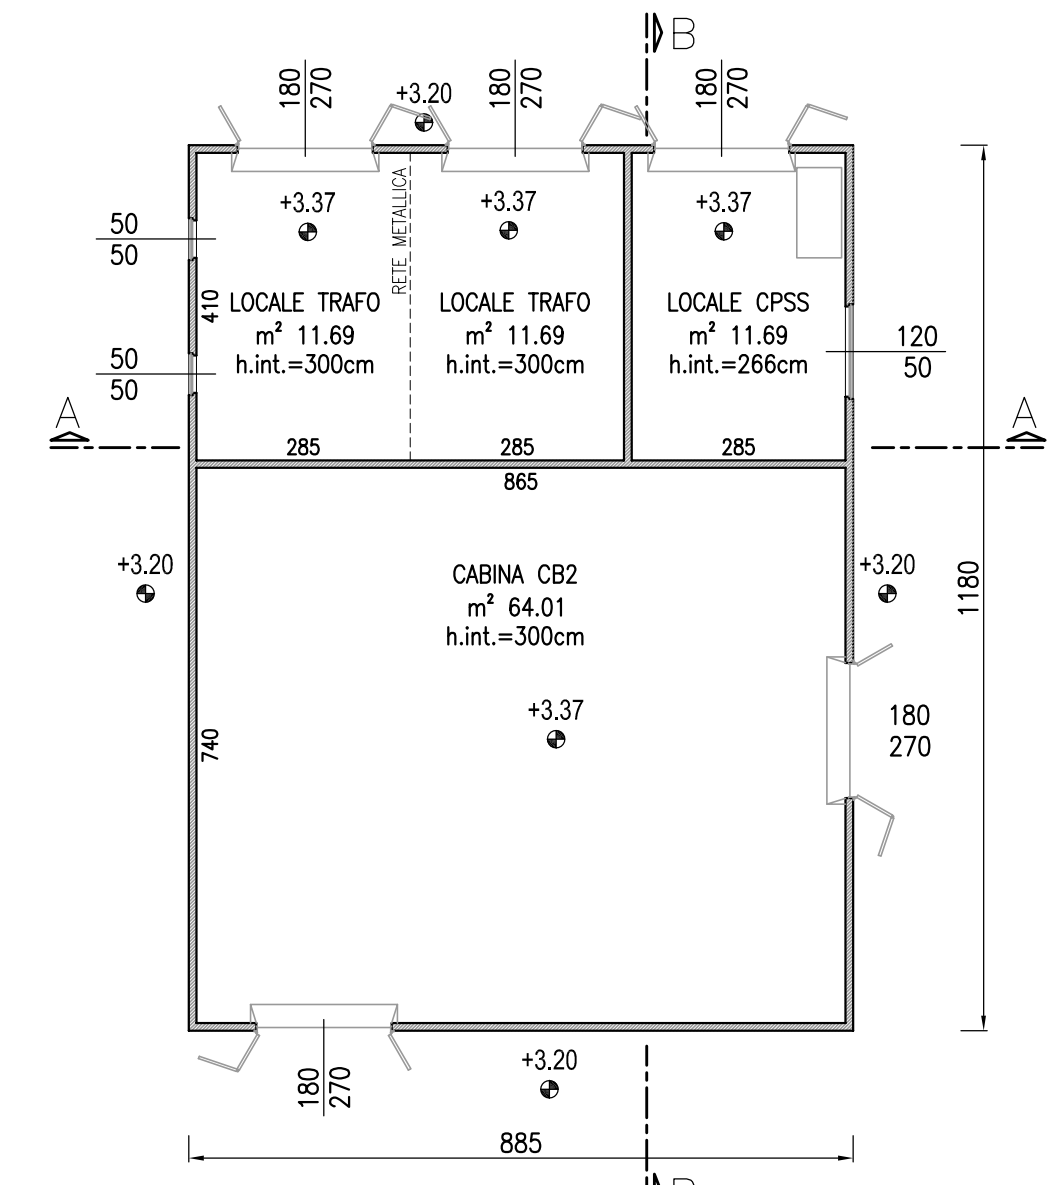 B
180
270
+3.20
180
270
180
270
+3.37
+3.37
+3.37
RETE METALLICA
50
50
410
LOCALE TRAFO
m² 11.69
h.int.=300cm
LOCALE TRAFO
m² 11.69
h.int.=300cm
LOCALE CPSS
m² 11.69
h.int.=266cm
120
50
50
50
A
A
285
285
285
865
+3.20
CABINA CB2
m² 64.01
h.int.=300cm
+3.20
1180
+3.37
740
180
270
180
270
+3.20
885
B